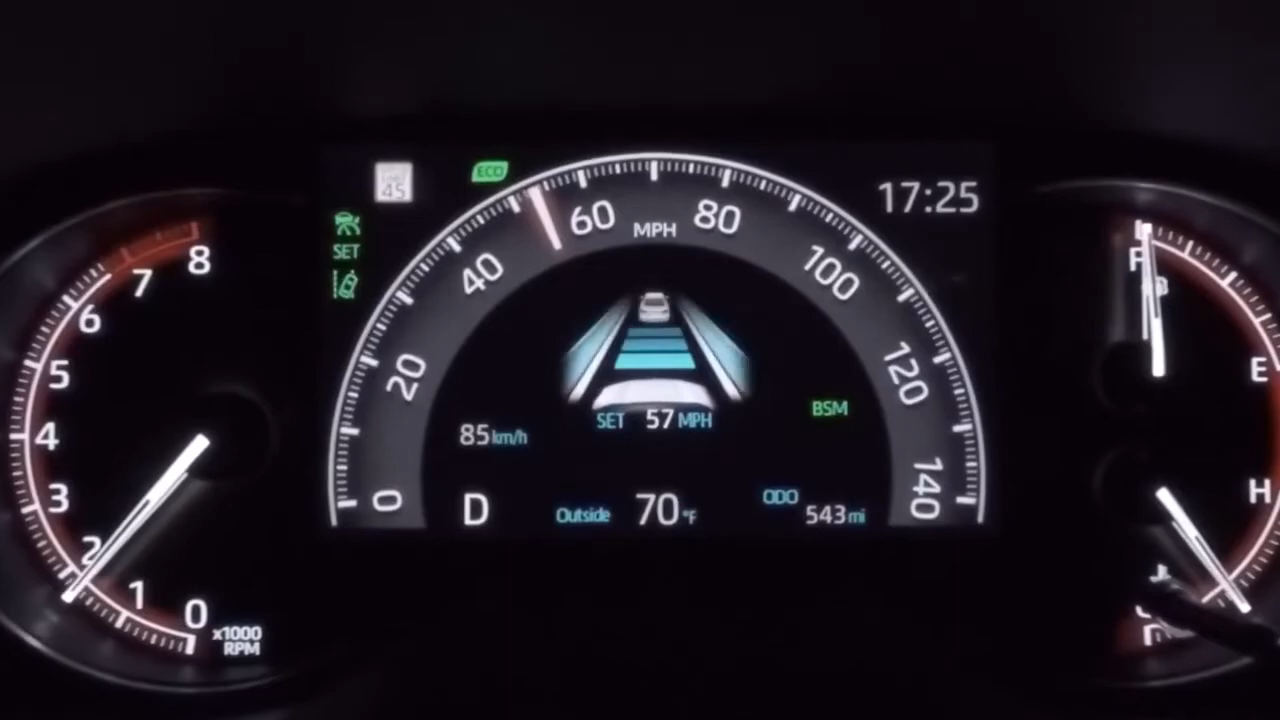 LIMIT
45
ECO
SET
17:25
0
20
40
60
MPH
80
100
120
140
8
7
6
5
4
3
2
1
0
x1000
RPM
SET 57 MPH
BSM
85 km/h
D
Outside 70 °F
ODO
543 mi
F
E
H